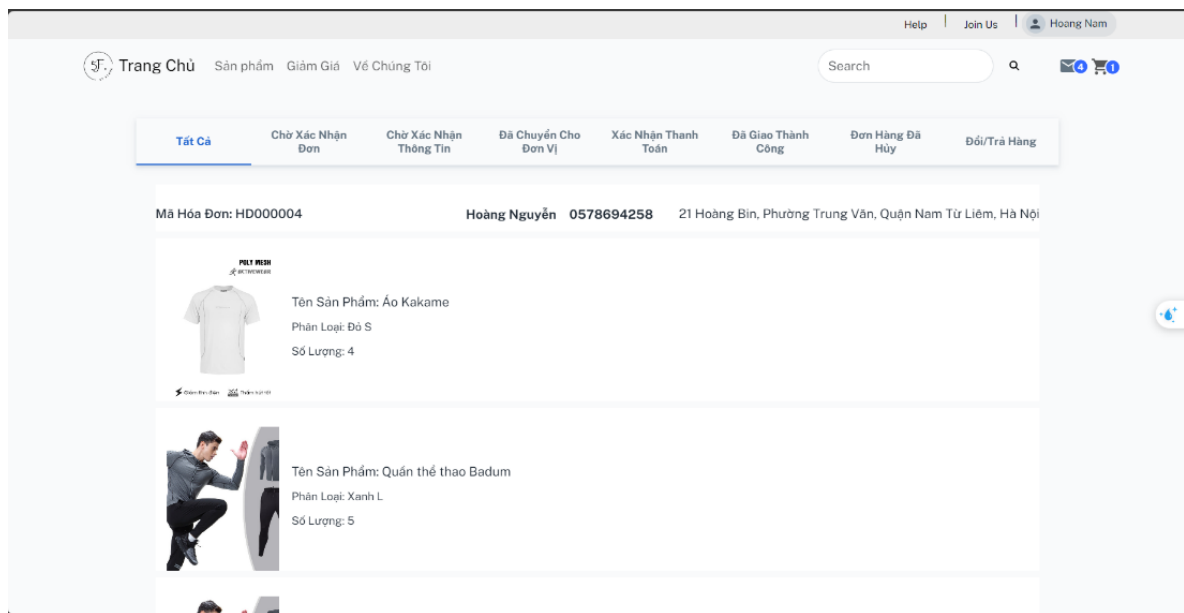 Help
Join Us
Hoang Nam
5F.
Trang Chủ
Sản phẩm
Giảm Giá
Về Chúng Tôi
Search
4
1
Tất Cả
Chờ Xác Nhận
Đơn
Chờ Xác Nhận
Thông Tin
Đã Chuyển Cho
Đơn Vị
Xác Nhận Thanh
Toán
Đã Giao Thành
Công
Đơn Hàng Đã
Hủy
Đổi/Trả Hàng
Mã Hóa Đơn: HD000004
Hoàng Nguyễn 0578694258
21 Hoàng Bin, Phường Trung Văn, Quận Nam Từ Liêm, Hà Nội
POLY MESH
Tên Sản Phẩm: Áo Kakame
Phân Loại: Đỏ S
Số Lượng: 4
Tên Sản Phẩm: Quần thể thao Badum
Phân Loại: Xanh L
Số Lượng: 5